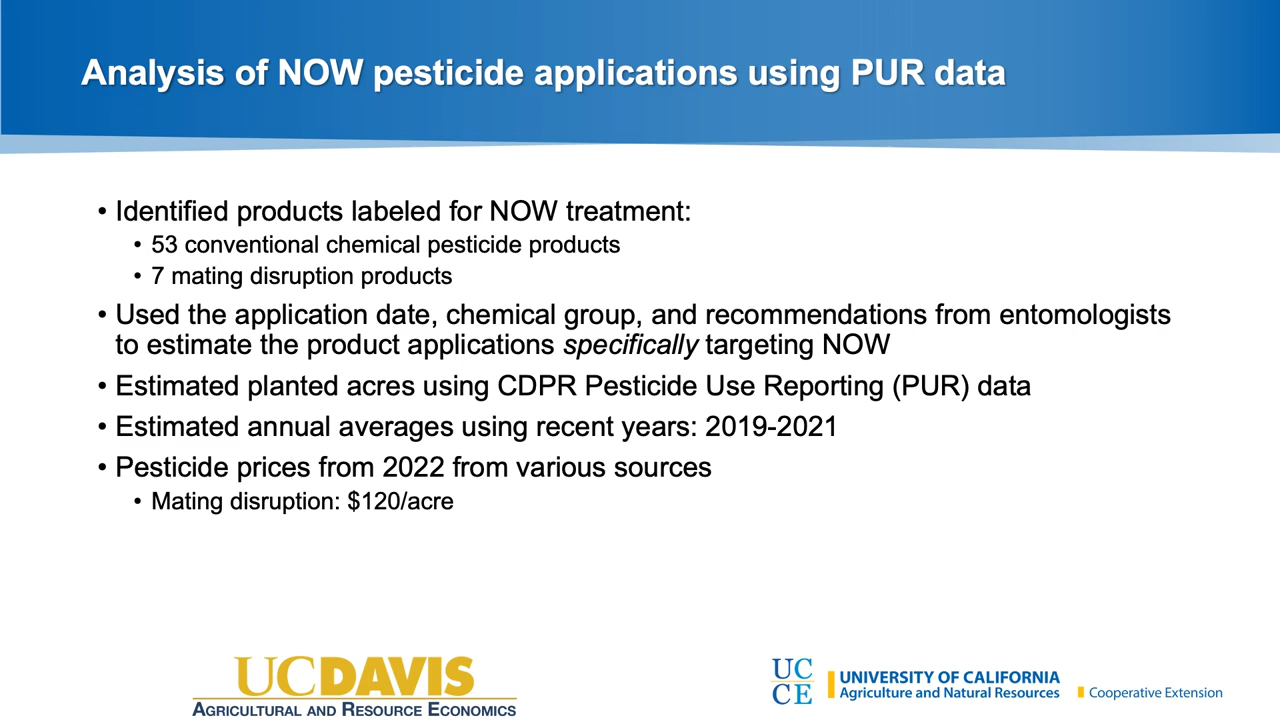 Analysis of NOW pesticide applications using PUR data
• Identified products labeled for NOW treatment:
• 53 conventional chemical pesticide products
• 7 mating disruption products
• Used the application date, chemical group, and recommendations from entomologists
to estimate the product applications specifically targeting NOW
• Estimated planted acres using CDPR Pesticide Use Reporting (PUR) data
• Estimated annual averages using recent years: 2019-2021
• Pesticide prices from 2022 from various sources
• Mating disruption: $120/acre
UCDAVIS
AGRICULTURAL AND RESOURCE ECONOMICS
UC
CE
UNIVERSITY OF CALIFORNIA
Agriculture and Natural Resources
Cooperative Extension